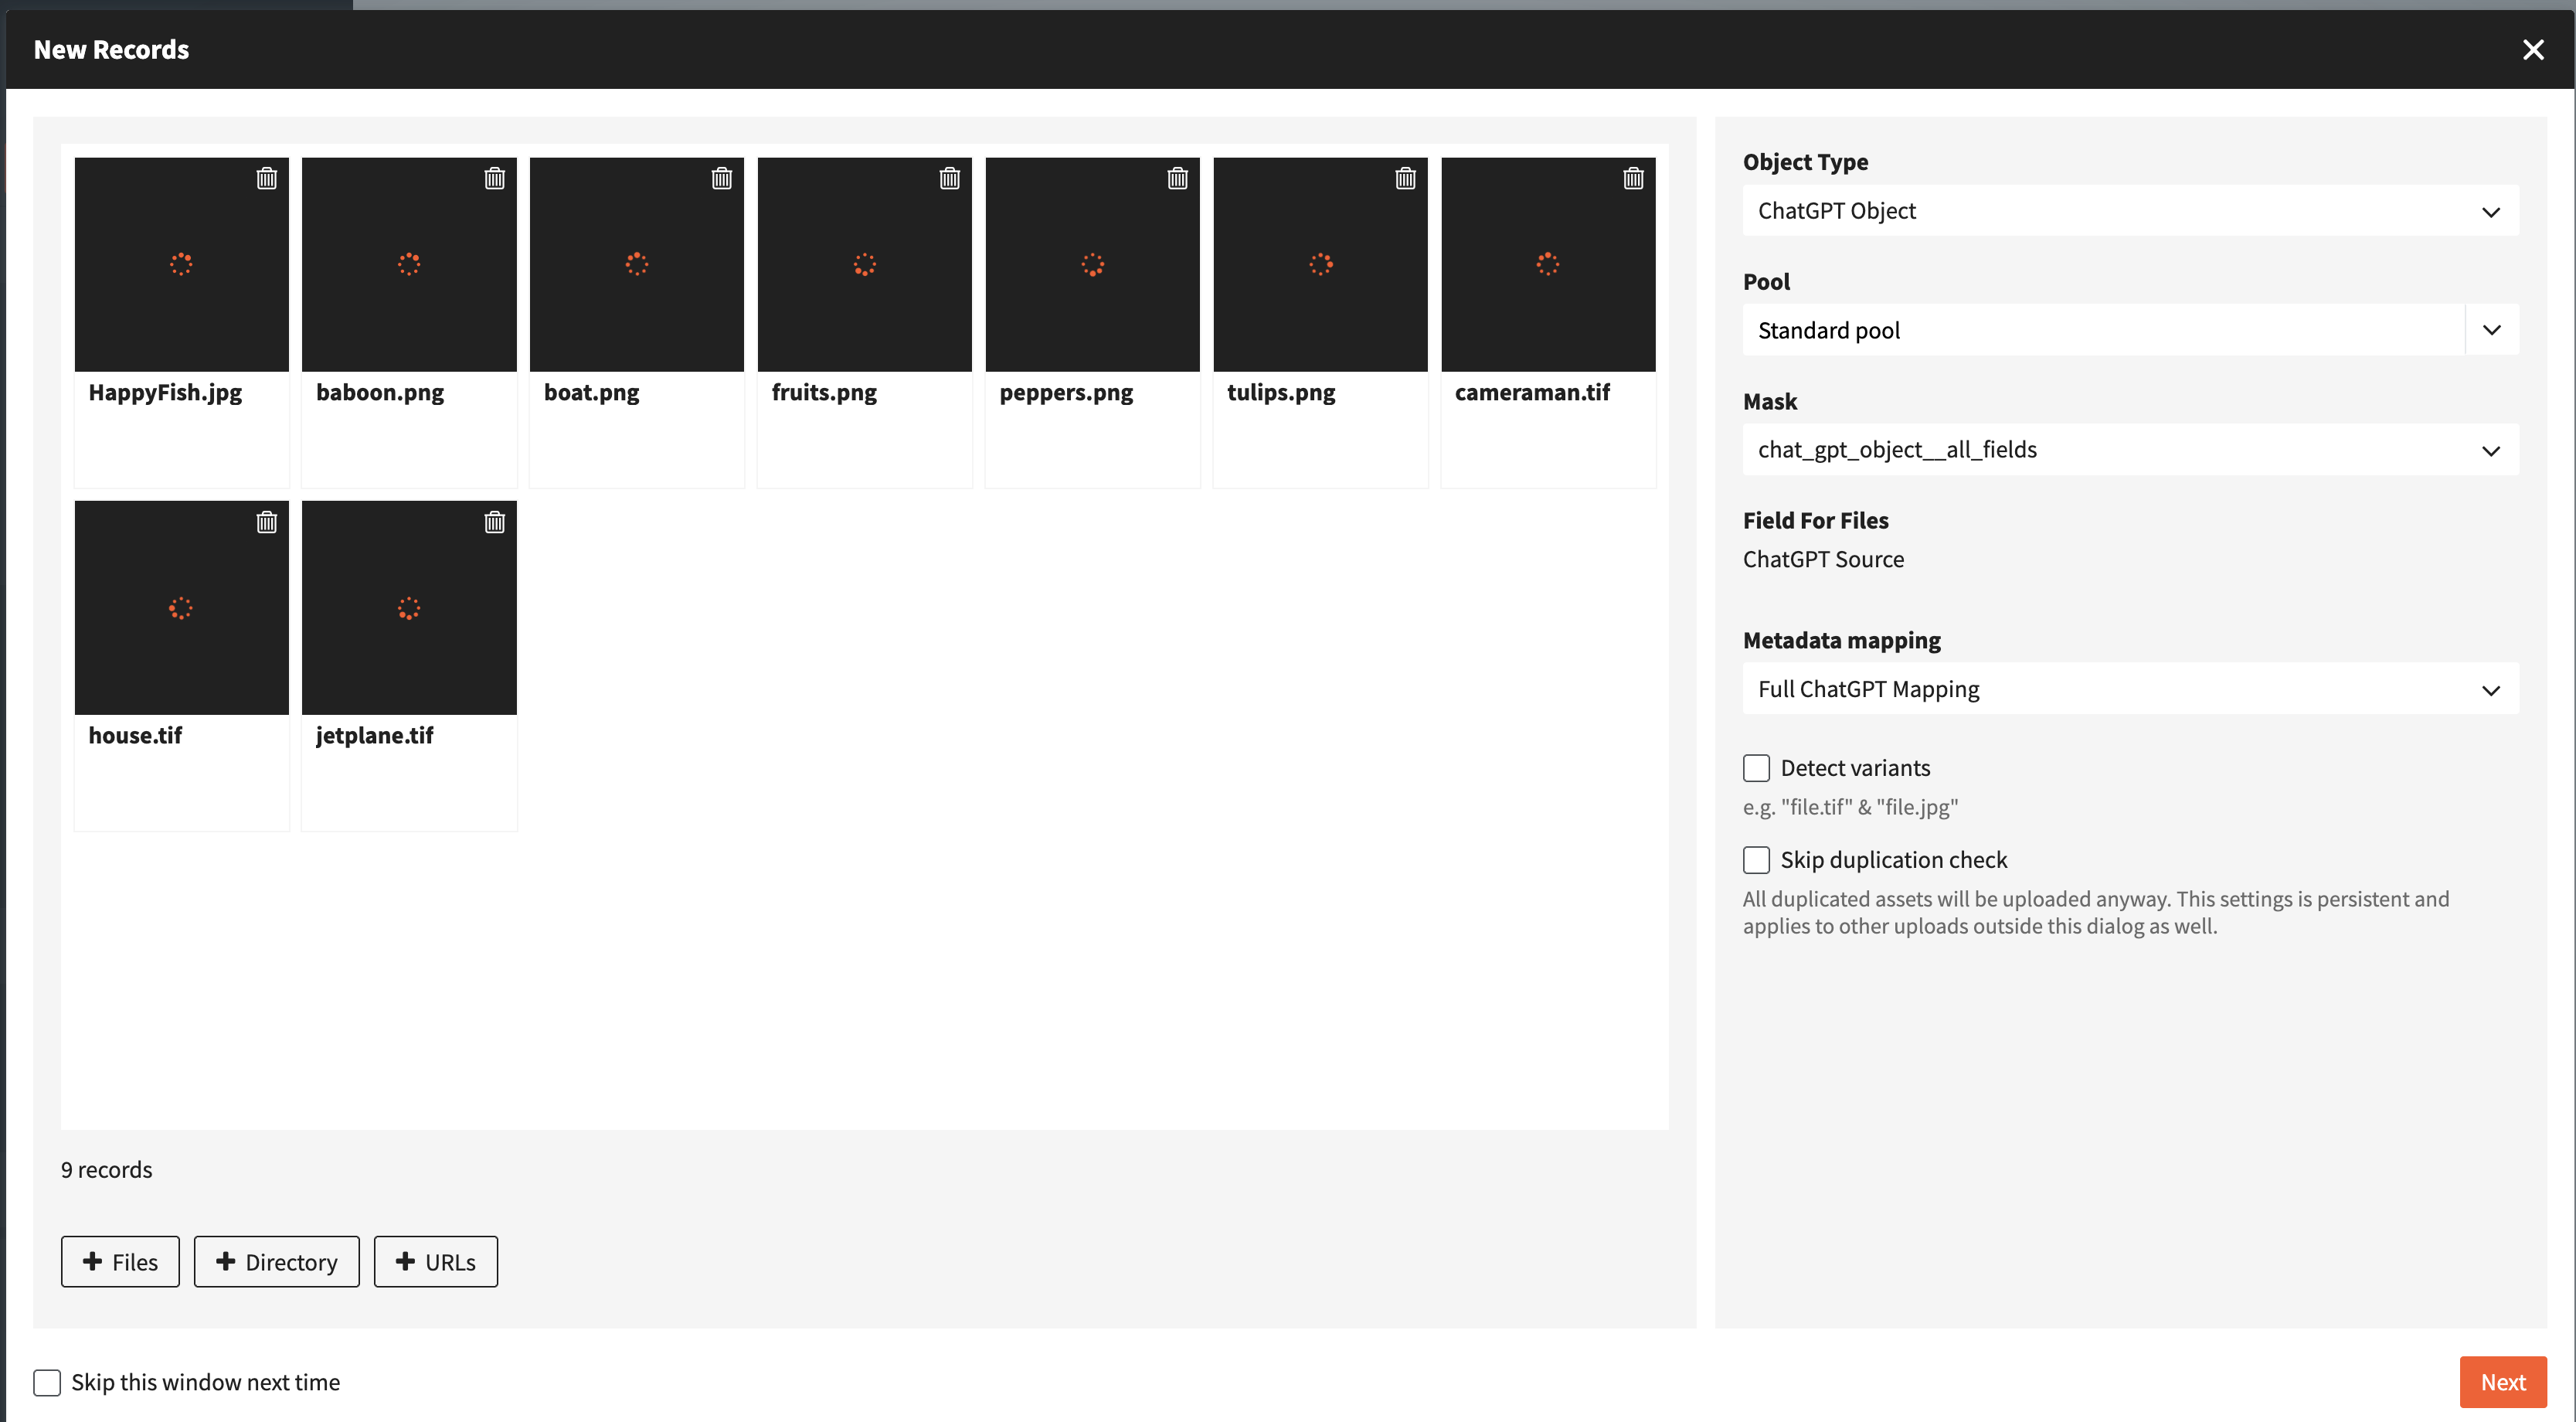 New Records
HappyFish.jpg
baboon.png
boat.png
fruits.png
peppers.png
tulips.png
cameraman.tif
house.tif
jetplane.tif
9 records
Files
Directory
URLs
Object Type
ChatGPT Object
Pool
Standard pool
Mask
chat_gpt_object__all_fields
Field For Files
ChatGPT Source
Metadata mapping
Full ChatGPT Mapping
Detect variants
e.g. "file.tif" & "file.jpg"
Skip duplication check
All duplicated assets will be uploaded anyway. This settings is persistent and
applies to other uploads outside this dialog as well.
Skip this window next time
Next